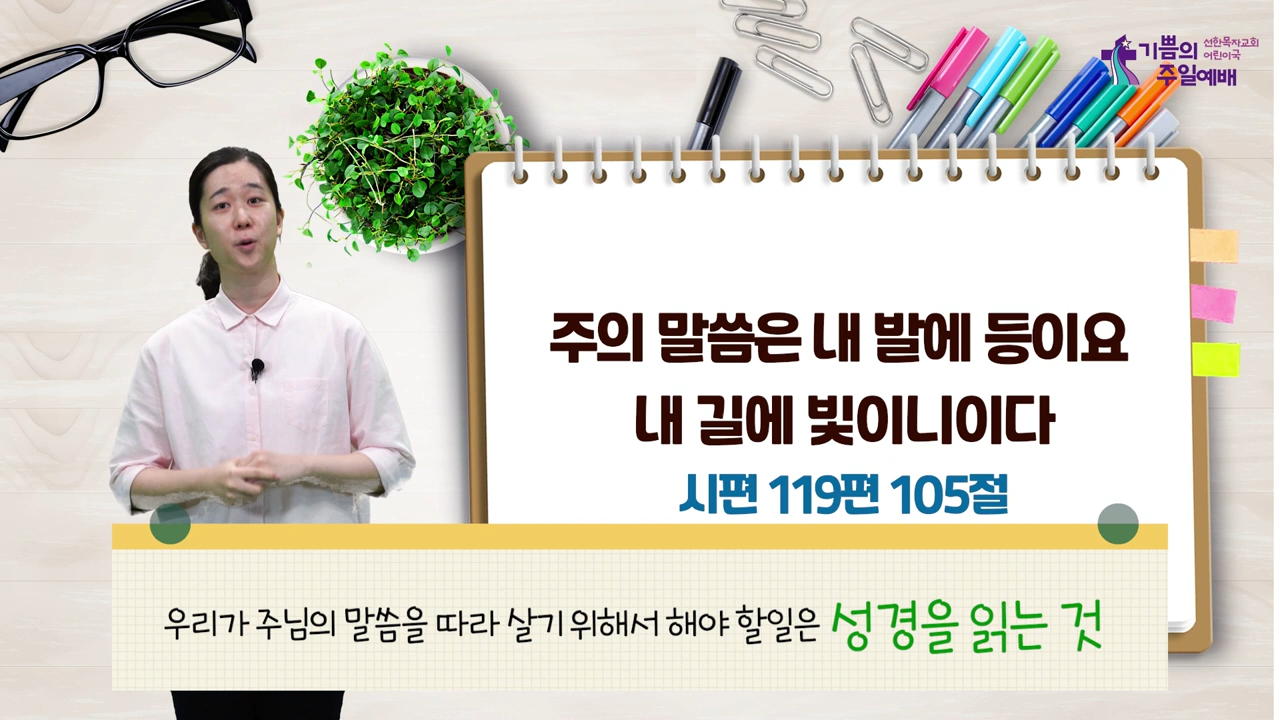 기쁨의
주일예배
선한목자교회
어린이국
주의 말씀은 내 발에 등이요
내 길에 빛이니이다
시편 119편 105절
우리가 주님의 말씀을 따라 살기 위해서 해야 할일은 성경을 읽는 것